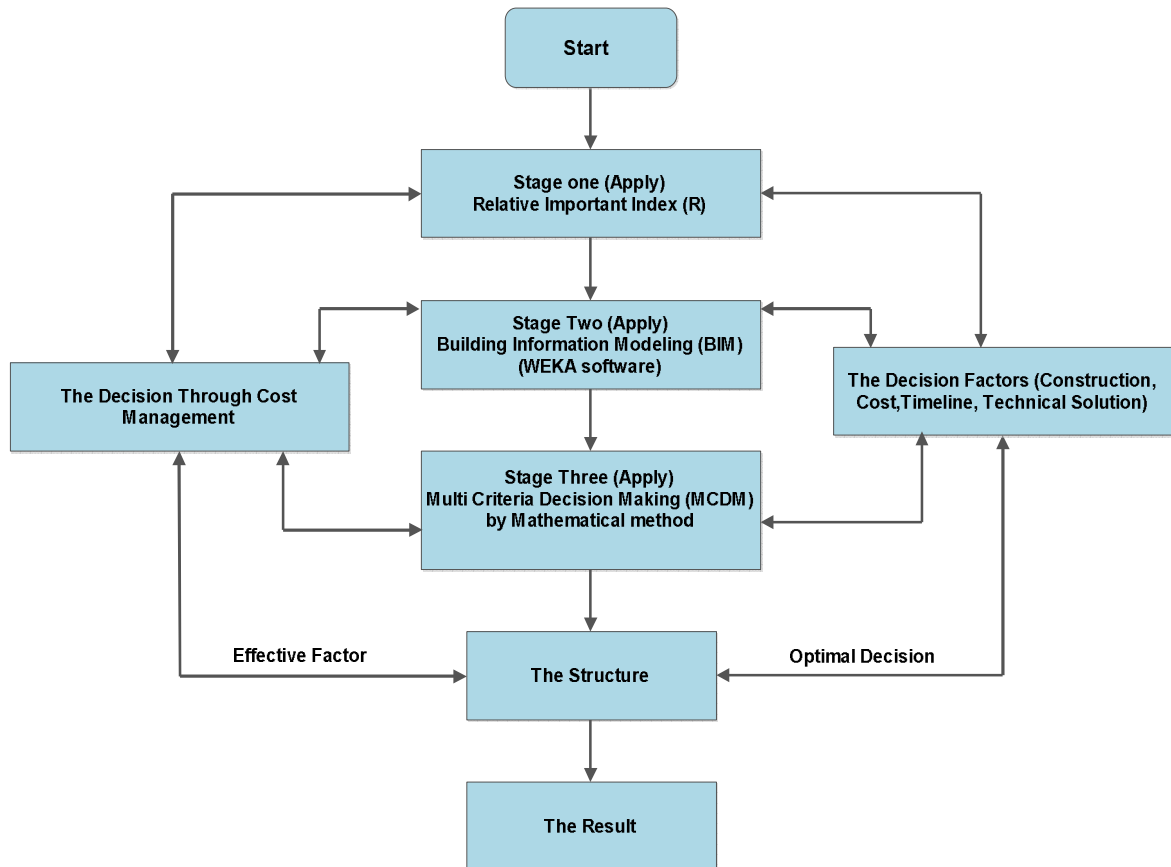 Start
Stage one (Apply)
Relative Important Index (R)
Stage Two (Apply)
Building Information Modeling (BIM)
(WEKA software)
The Decision Through Cost
Management
The Decision Factors (Construction,
Cost,Timeline, Technical Solution)
Stage Three (Apply)
Multi Criteria Decision Making (MCDM)
by Mathematical method
Effective Factor
Optimal Decision
The Structure
The Result